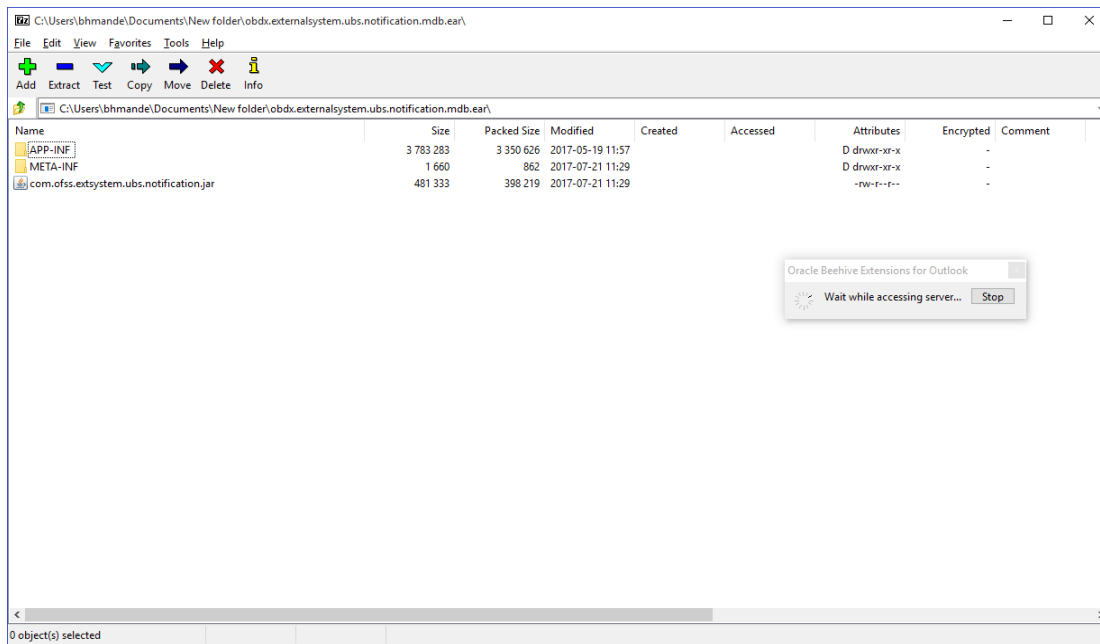 C:\Users\bhmande\Documents\New folder\obdx.externalsystem.ubs.notification.mdb.ear\
File Edit View Favorites Tools Help
Add Extract Test Copy Move Delete Info
C:\Users\bhmande\Documents\New folder\obdx.externalsystem.ubs.notification.mdb.ear\
Name Size Packed Size Modified Created Accessed Attributes Encrypted Comment
APP-INF 3 783 283 3 350 626 2017-05-19 11:57 D drwxr-xr-x -
META-INF 1 660 862 2017-07-21 11:29 D drwxr-xr-x -
com.ofss.extsystem.ubs.notification.jar 481 333 398 219 2017-07-21 11:29 -rw-r--r-- -
Oracle Beehive Extensions for Outlook
Wait while accessing server... Stop
0 object(s) selected